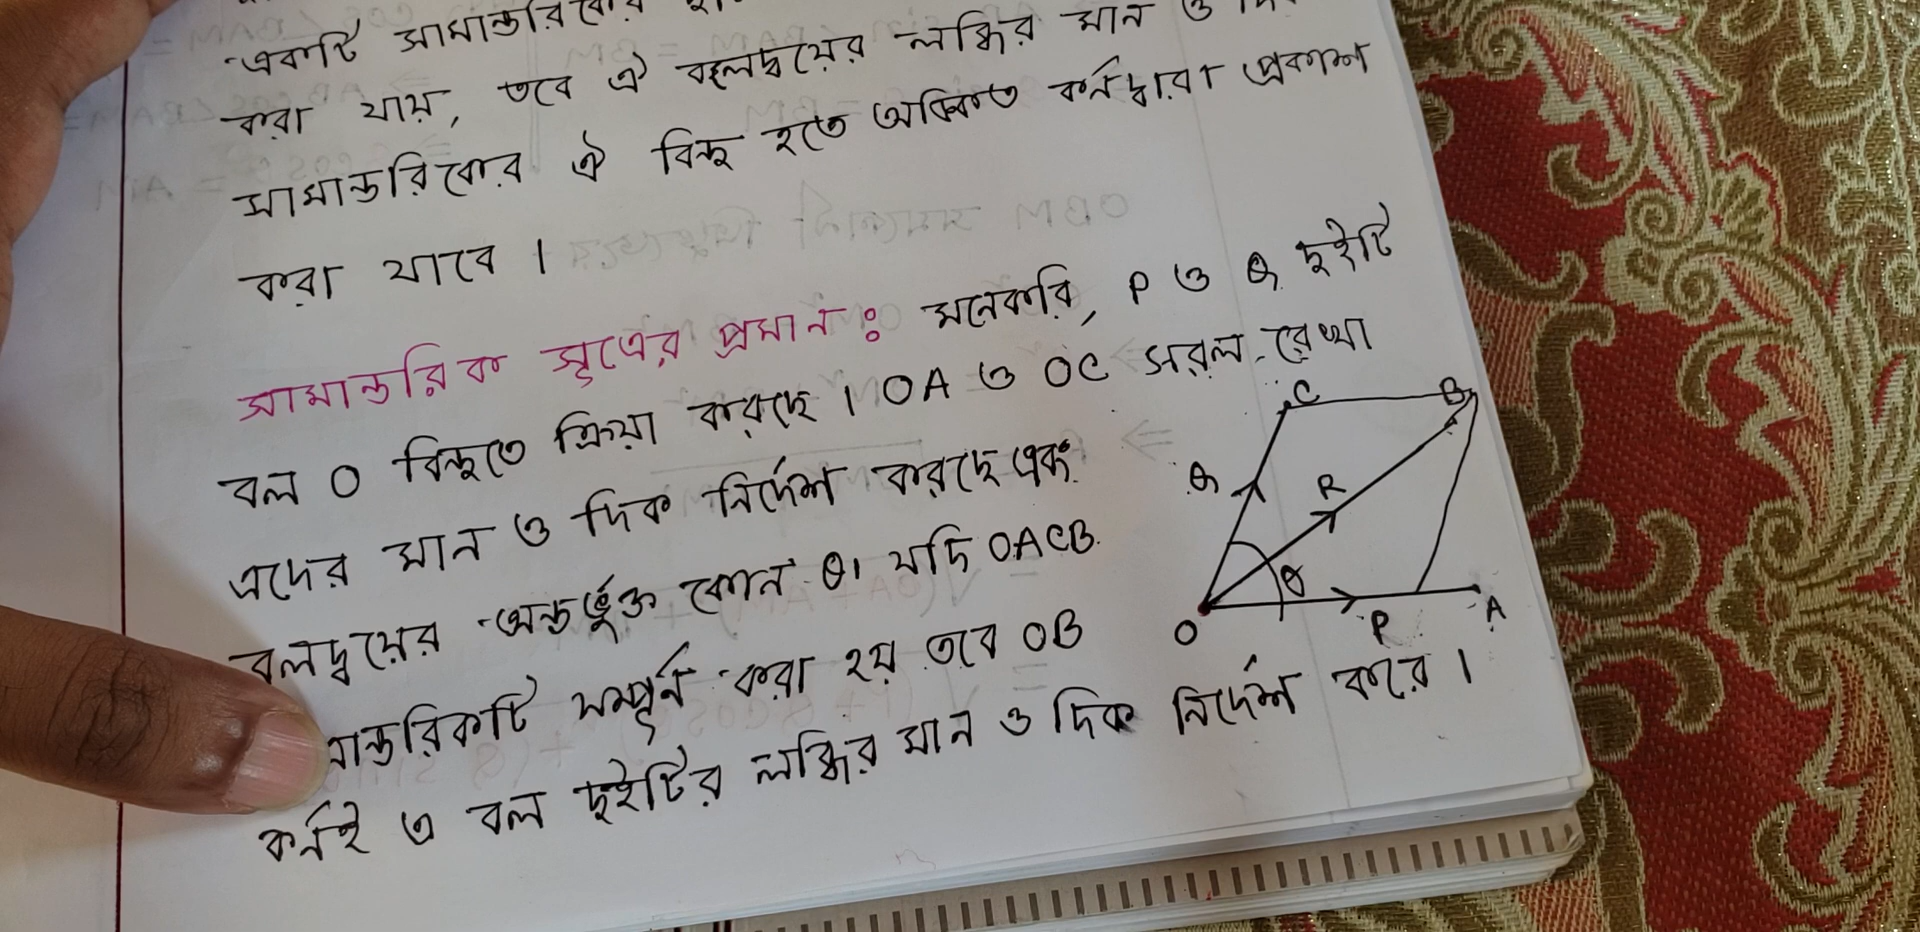 একটি সামান্তরিকের
করা যায়, তবে ঐ বলদ্বয়ের লব্ধির মান ও
সামান্তরিকের ঐ বিন্দু হতে অঙ্কিত কর্নদ্বারা প্রকাশ
করা যাবে ।
সামান্তরিক সূত্রের প্রমান : মনেকরি, P ও Q দুইটি
বল O বিন্দুতে ক্রিয়া করছে । OA ও OC সরল রেখা
এদের মান ও দিক নির্দেশ করছে এবং
বলদ্বয়ের অন্তর্ভুক্ত কোন θ। যদি OACB
ান্তরিকটি সম্পূর্ন করা হয় তবে OB
কর্নই এ বল দুইটির লব্ধির মান ও দিক নির্দেশ করে ।
C B
Q R
θ
O P A